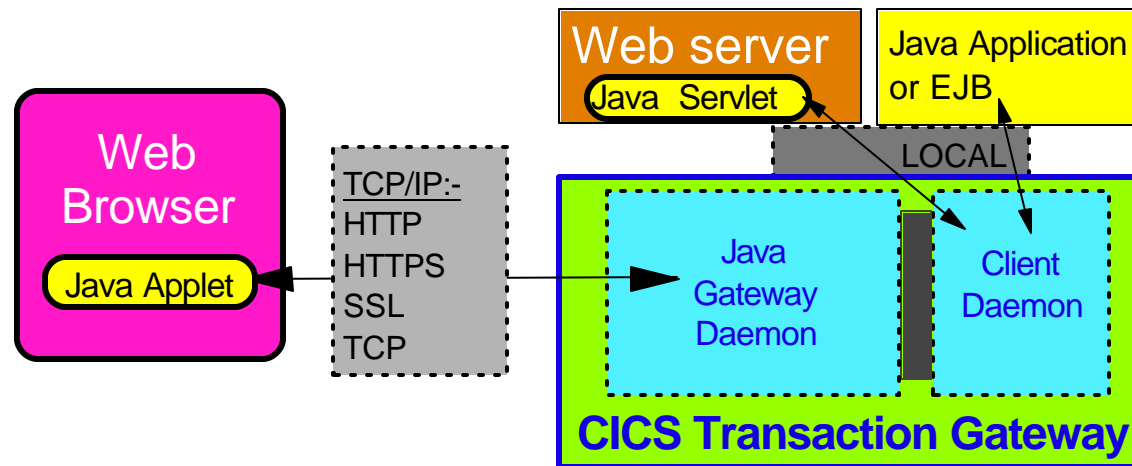 Web
Browser
Java Applet
TCP/IP:-
HTTP
HTTPS
SSL
TCP
Web server
Java Servlet
Java Application
or EJB
LOCAL
Java
Gateway
Daemon
Client
Daemon
CICS Transaction Gateway